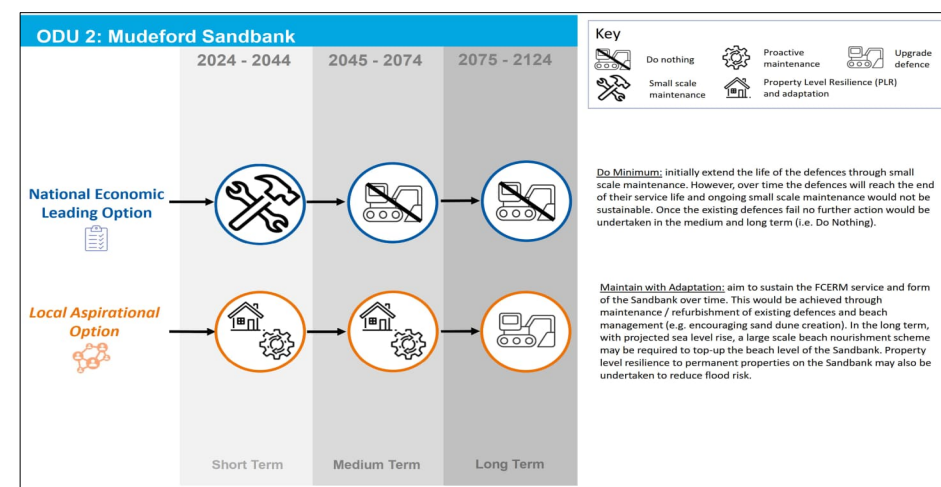 ODU 2: Mudeford Sandbank
2024 - 2044
2045 - 2074
2075 - 2124
National Economic
Leading Option
Local Aspirational
Option
Short Term
Medium Term
Long Term
Key
Do nothing
Proactive
maintenance
Upgrade
defence
Small scale
maintenance
Property Level Resilience (PLR)
and adaptation
Do Minimum: initially extend the life of the defences through small
scale maintenance. However, over time the defences will reach the end
of their service life and ongoing small scale maintenance would not be
sustainable. Once the existing defences fail no further action would be
undertaken in the medium and long term (i.e. Do Nothing).
Maintain with Adaptation: aim to sustain the FCERM service and form
of the Sandbank over time. This would be achieved through
maintenance / refurbishment of existing defences and beach
management (e.g. encouraging sand dune creation). In the long term,
with projected sea level rise, a large scale beach nourishment scheme
may be required to top-up the beach level of the Sandbank. Property
level resilience to permanent properties on the Sandbank may also be
undertaken to reduce flood risk.